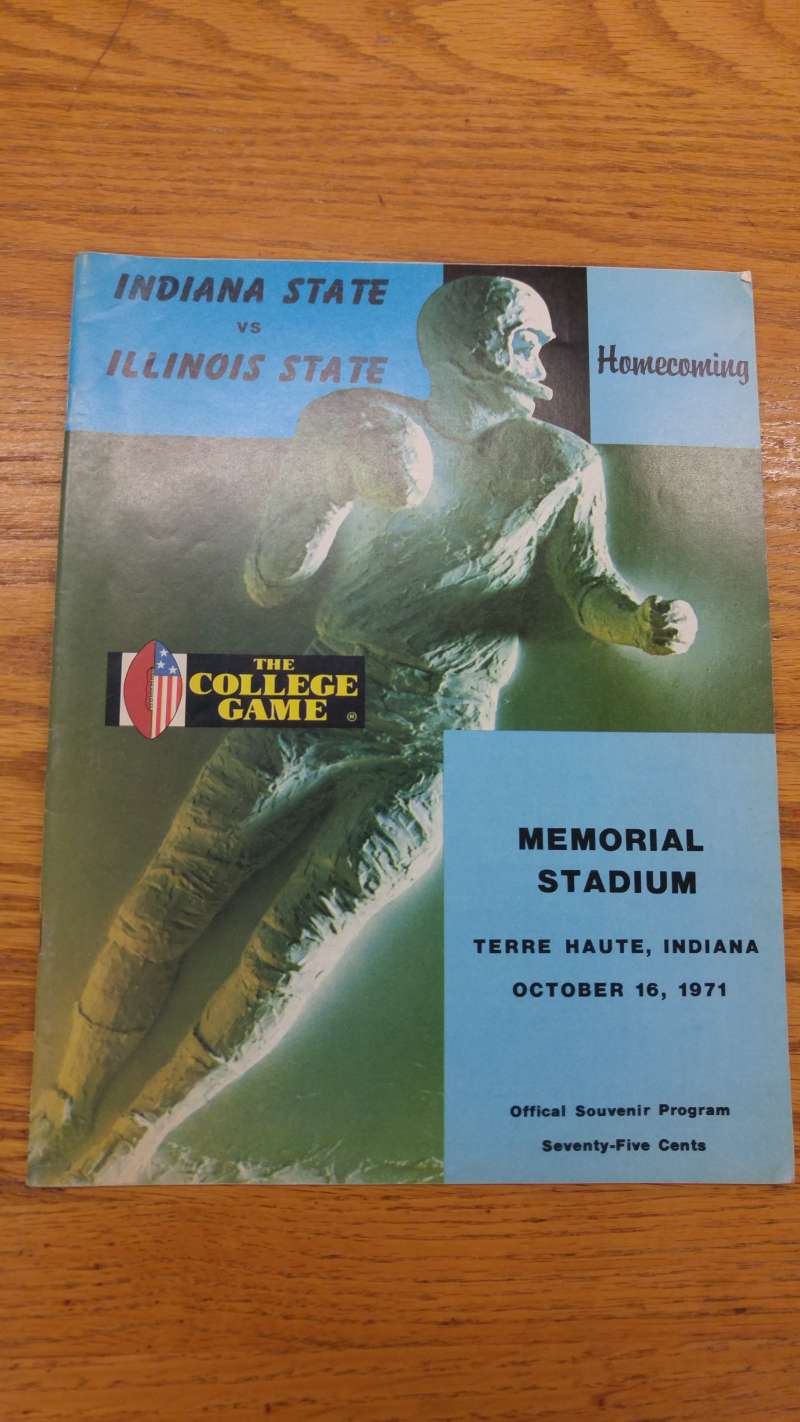 INDIANA STATE
VS
ILLINOIS STATE
Homecoming
THE
COLLEGE
GAME ®
MEMORIAL
STADIUM
TERRE HAUTE, INDIANA
OCTOBER 16, 1971
Offical Souvenir Program
Seventy-Five Cents